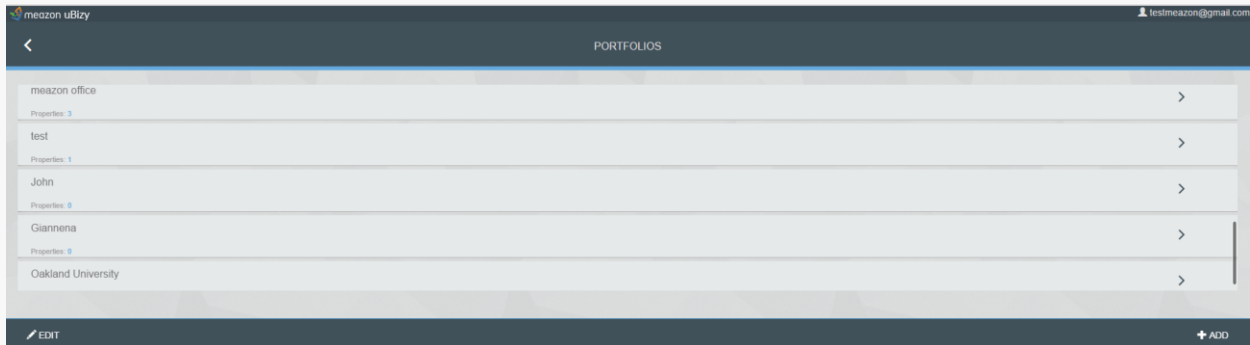 meazon uBizy
testmeazon@gmail.com
PORTFOLIOS
meazon office
Properties: 3
test
Properties: 1
John
Properties: 0
Giannena
Properties: 0
Oakland University
EDIT
ADD